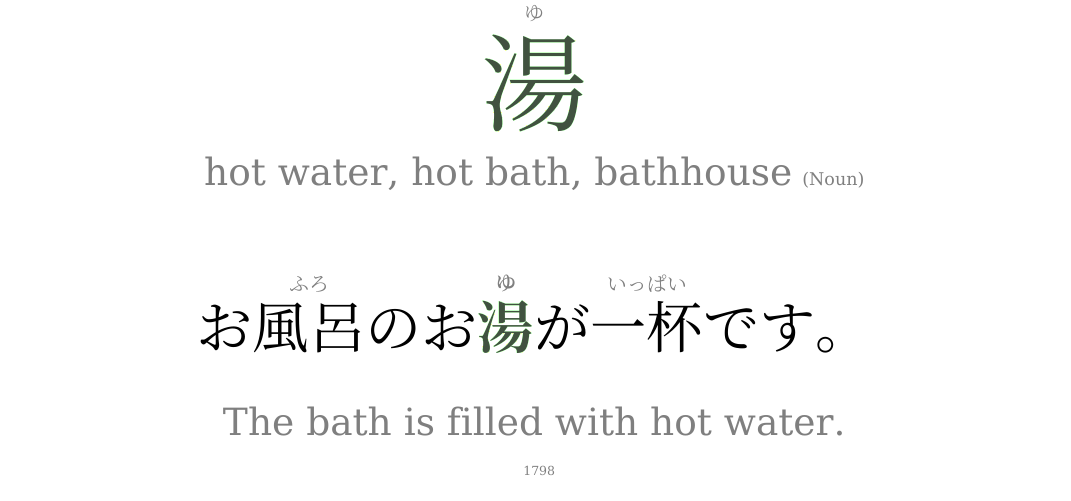 ゆ
湯
hot water, hot bath, bathhouse (Noun)
ふろ ゆ いっぱい
お風呂のお湯が一杯です。
The bath is filled with hot water.
1798